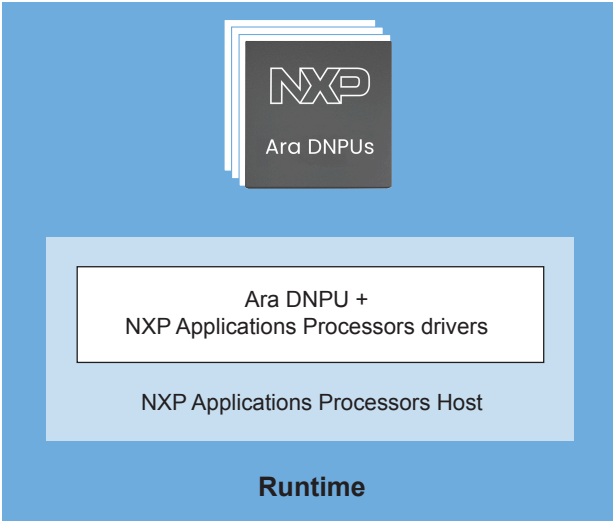 NXP
Ara DNPUs
Ara DNPU +
NXP Applications Processors drivers
NXP Applications Processors Host
Runtime